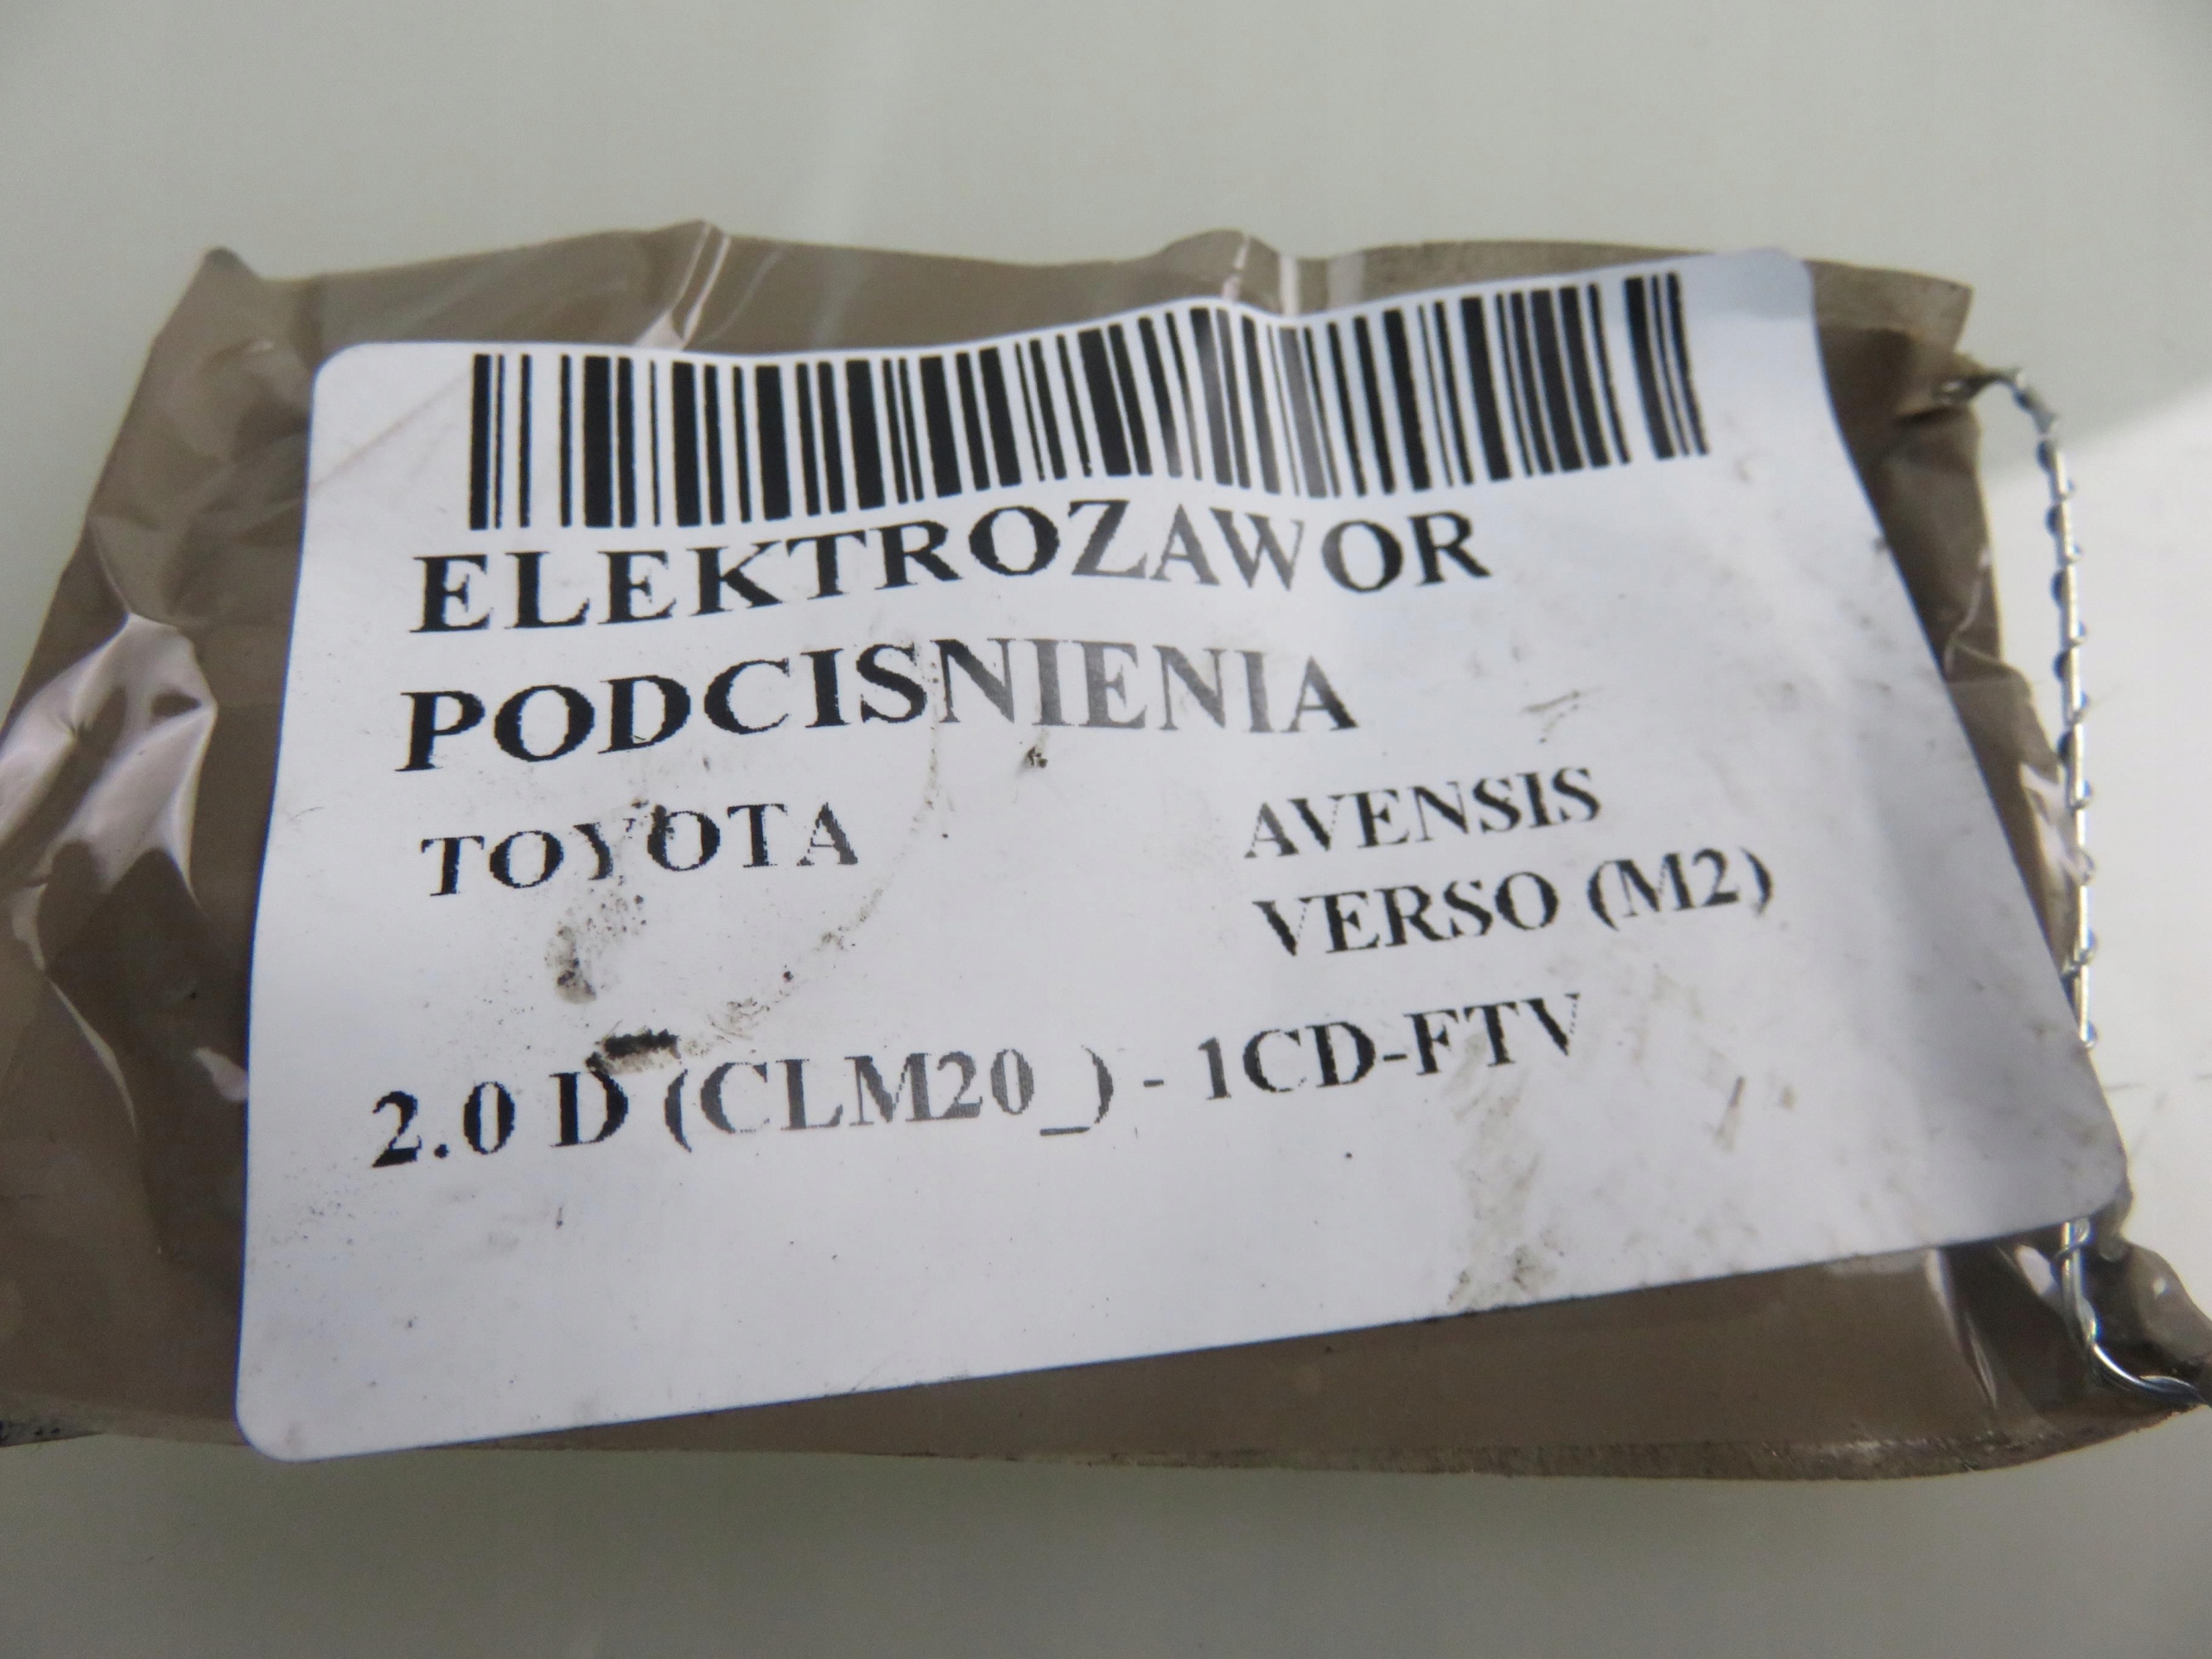 ELEKTROZAWOR
PODCISNIENIA
TOYOTA AVENSIS
VERSO (M2)
2.0 D (CLM20_) - 1CD-FTV